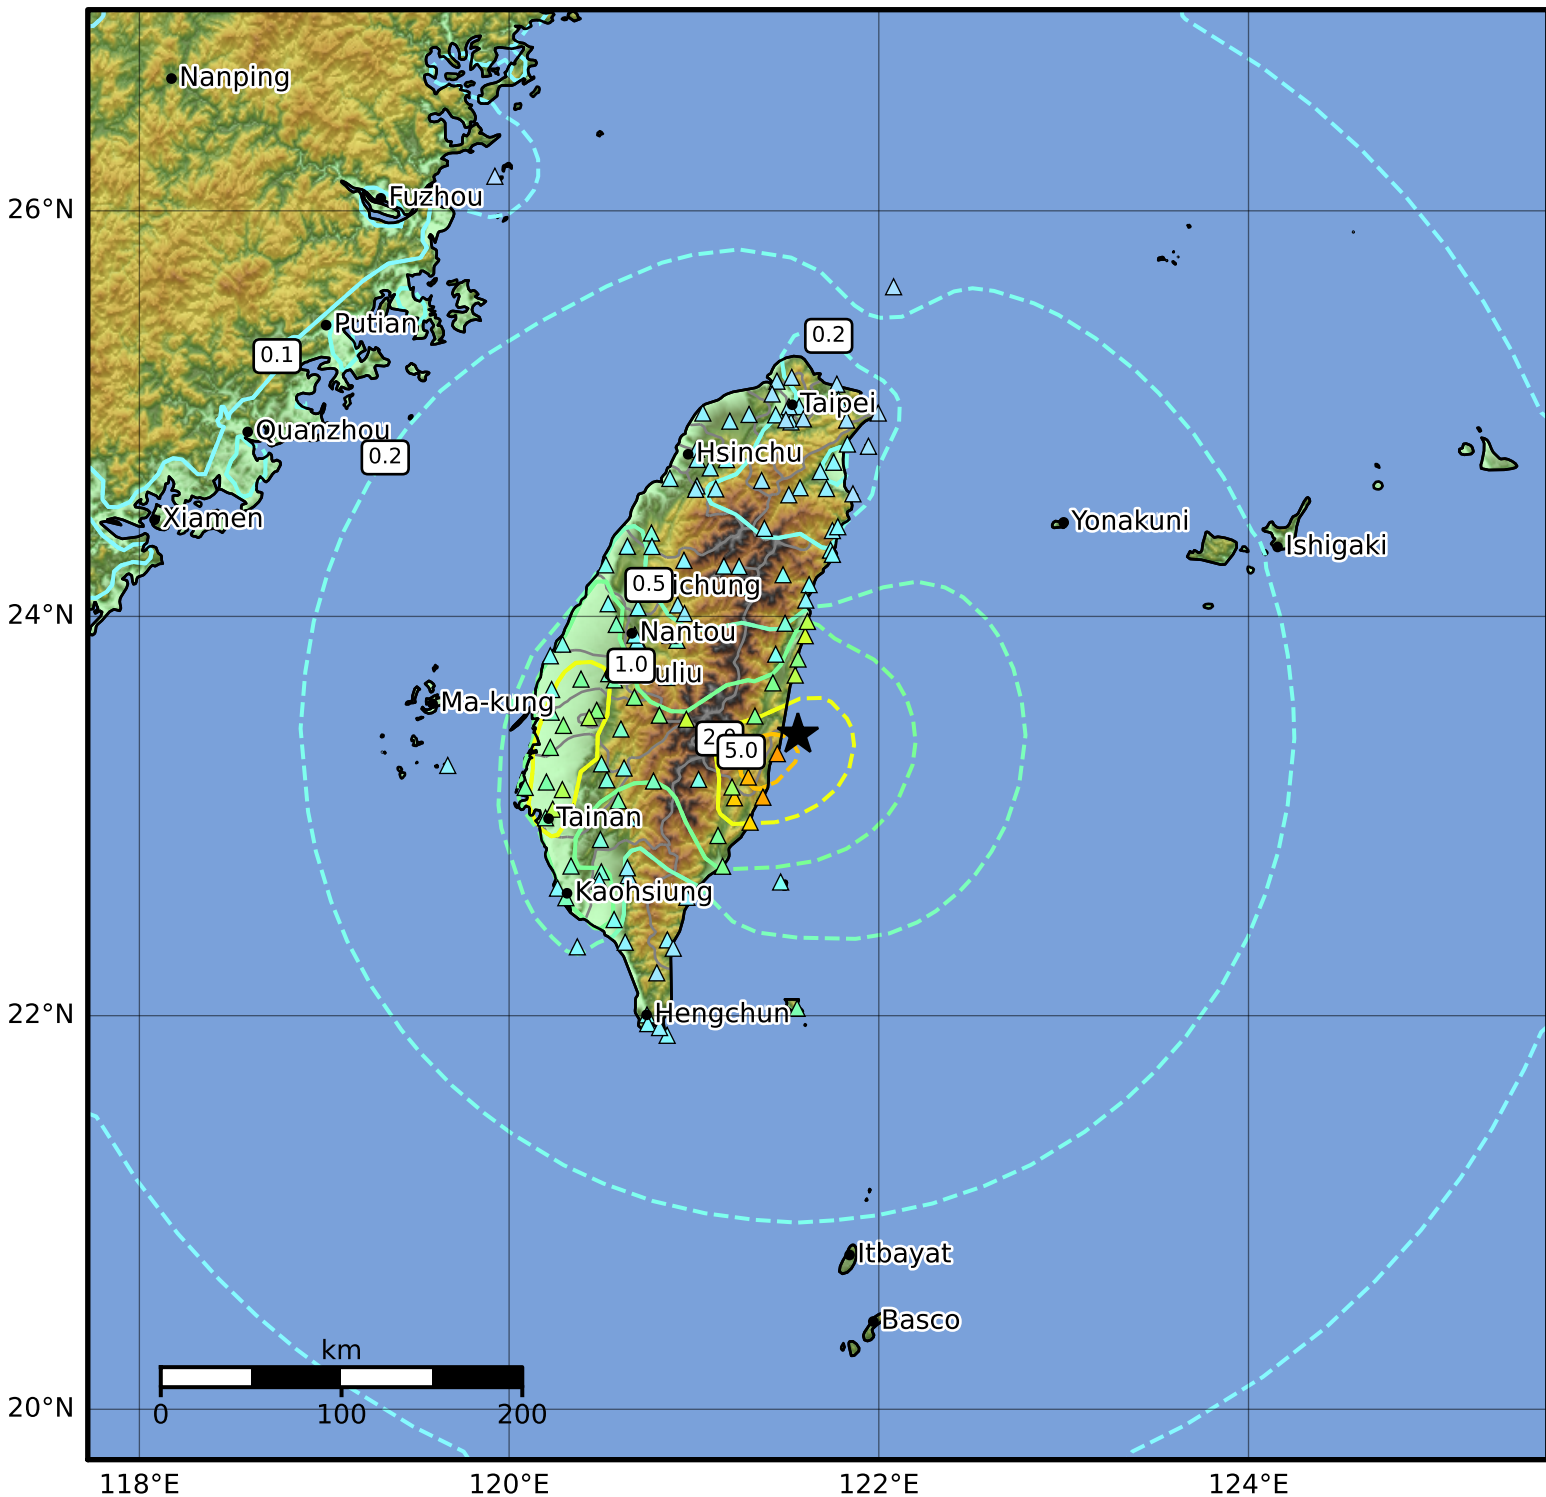 Nanping
Fuzhou
26°N
Putian
0.2
0.1
Taipei
Quanzhou
0.2
Hsinchu
Xiamen
Yonakuni
Ishigaki
0.5
ichung
24°N
Nantou
1.0
uliu
Ma-kung
5.0
Tainan
Kaohsiung
22°N
Hengchun
Itbayat
Basco
km
0 100 200
20°N
118°E 120°E 122°E 124°E